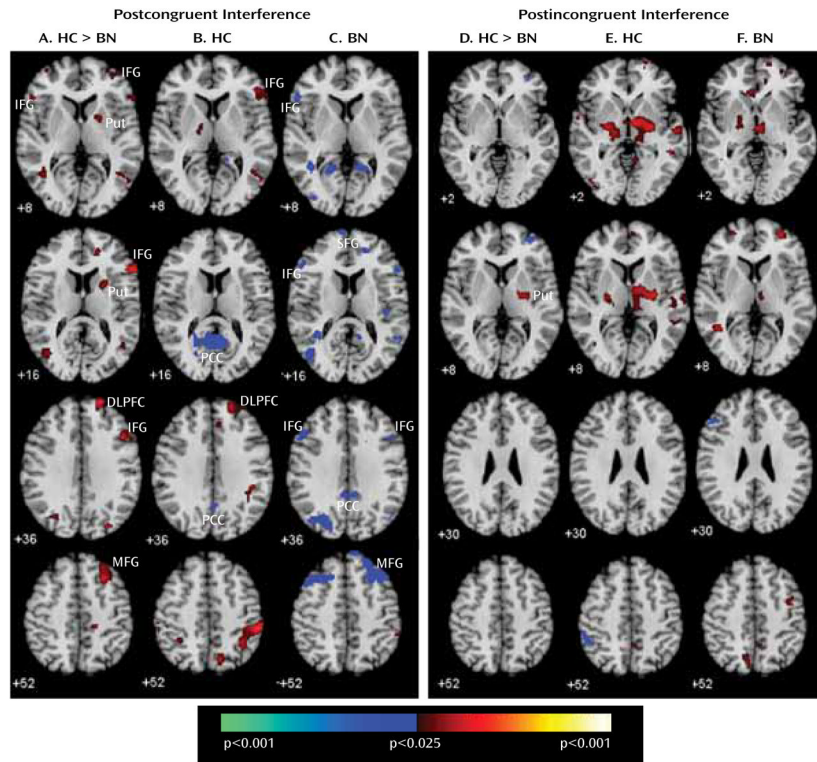 Postcongruent Interference
Postincongruent Interference
A. HC > BN
B. HC
C. BN
D. HC > BN
E. HC
F. BN
IFG
IFG
Put
+8
IFG
+8
IFG
+8
+2
+2
+2
IFG
Put
+16
PCC
+16
SFG
IFG
+16
Put
+8
+8
+8
DLPFC
IFG
+36
DLPFC
PCC
+36
IFG
IFG
PCC
+36
+30
+30
+30
MFG
+52
+52
MFG
+52
+52
+52
+52
p<0.001
p<0.025
p<0.001